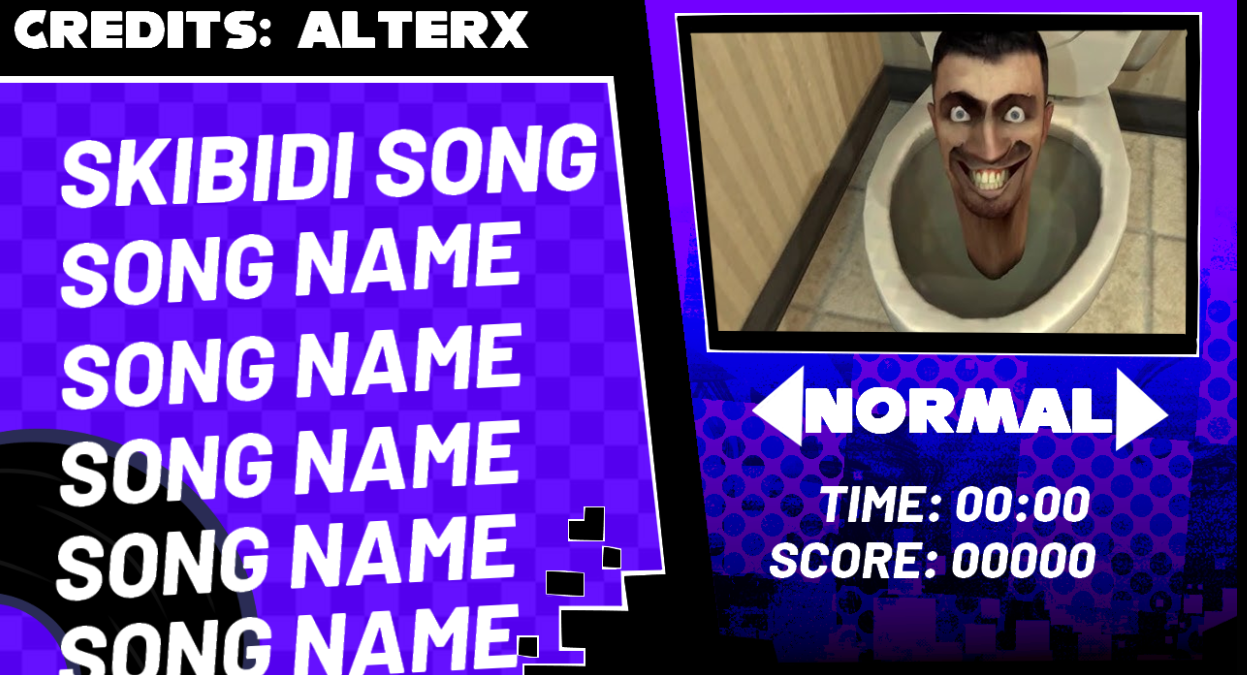 CREDITS: ALTERX
SKIBIDI SONG
SONG NAME
SONG NAME
SONG NAME
SONG NAME
SONG NAME
NORMAL
TIME: 00:00
SCORE: 00000